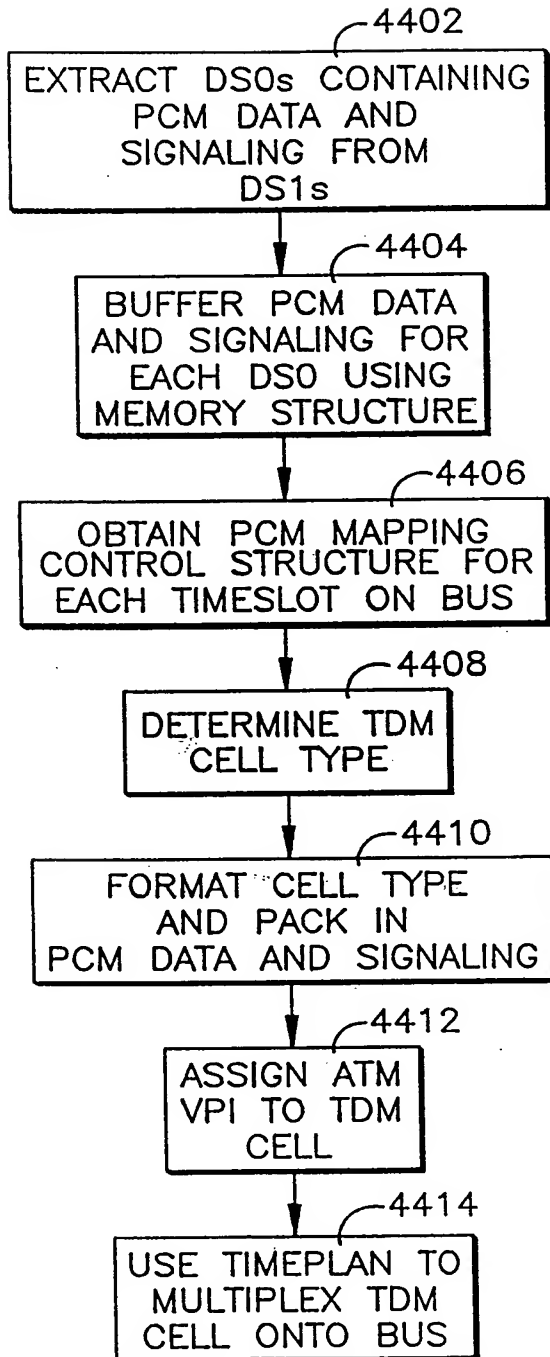 4402
EXTRACT DS0s CONTAINING
PCM DATA AND
SIGNALING FROM
DS1s
4404
BUFFER PCM DATA
AND SIGNALING FOR
EACH DS0 USING
MEMORY STRUCTURE
4406
OBTAIN PCM MAPPING
CONTROL STRUCTURE FOR
EACH TIMESLOT ON BUS
4408
DETERMINE TDM
CELL TYPE
4410
FORMAT CELL TYPE
AND PACK IN
PCM DATA AND SIGNALING
4412
ASSIGN ATM
VPI TO TDM
CELL
4414
USE TIMEPLAN TO
MULTIPLEX TDM
CELL ONTO BUS